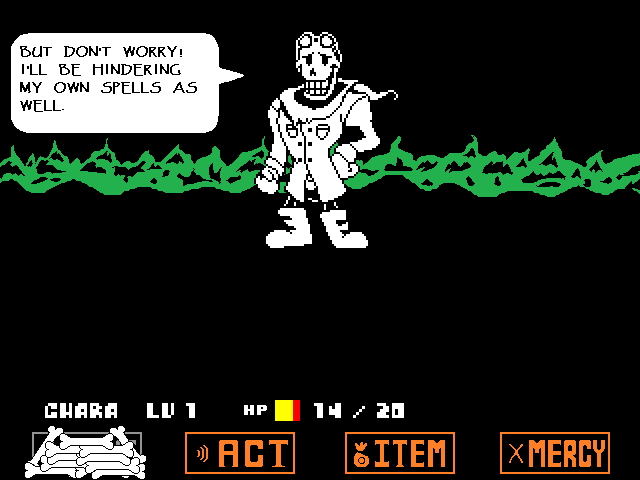 BUT DON'T WORRY!
I'LL BE HINDERING
MY OWN SPELLS AS
WELL.
CHARA LV 1 HP 14 / 20
ACT ITEM MERCY